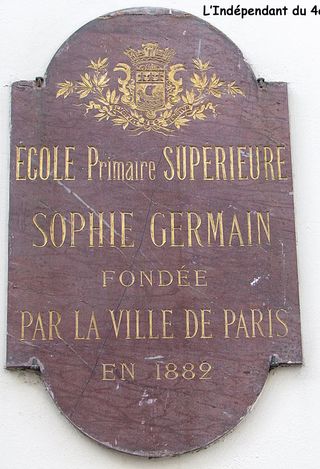 L'Indépendant du 4e
ÉCOLE Primaire SUPÉRIEURE
SOPHIE GERMAIN
FONDÉE
PAR LA VILLE DE PARIS
EN 1882